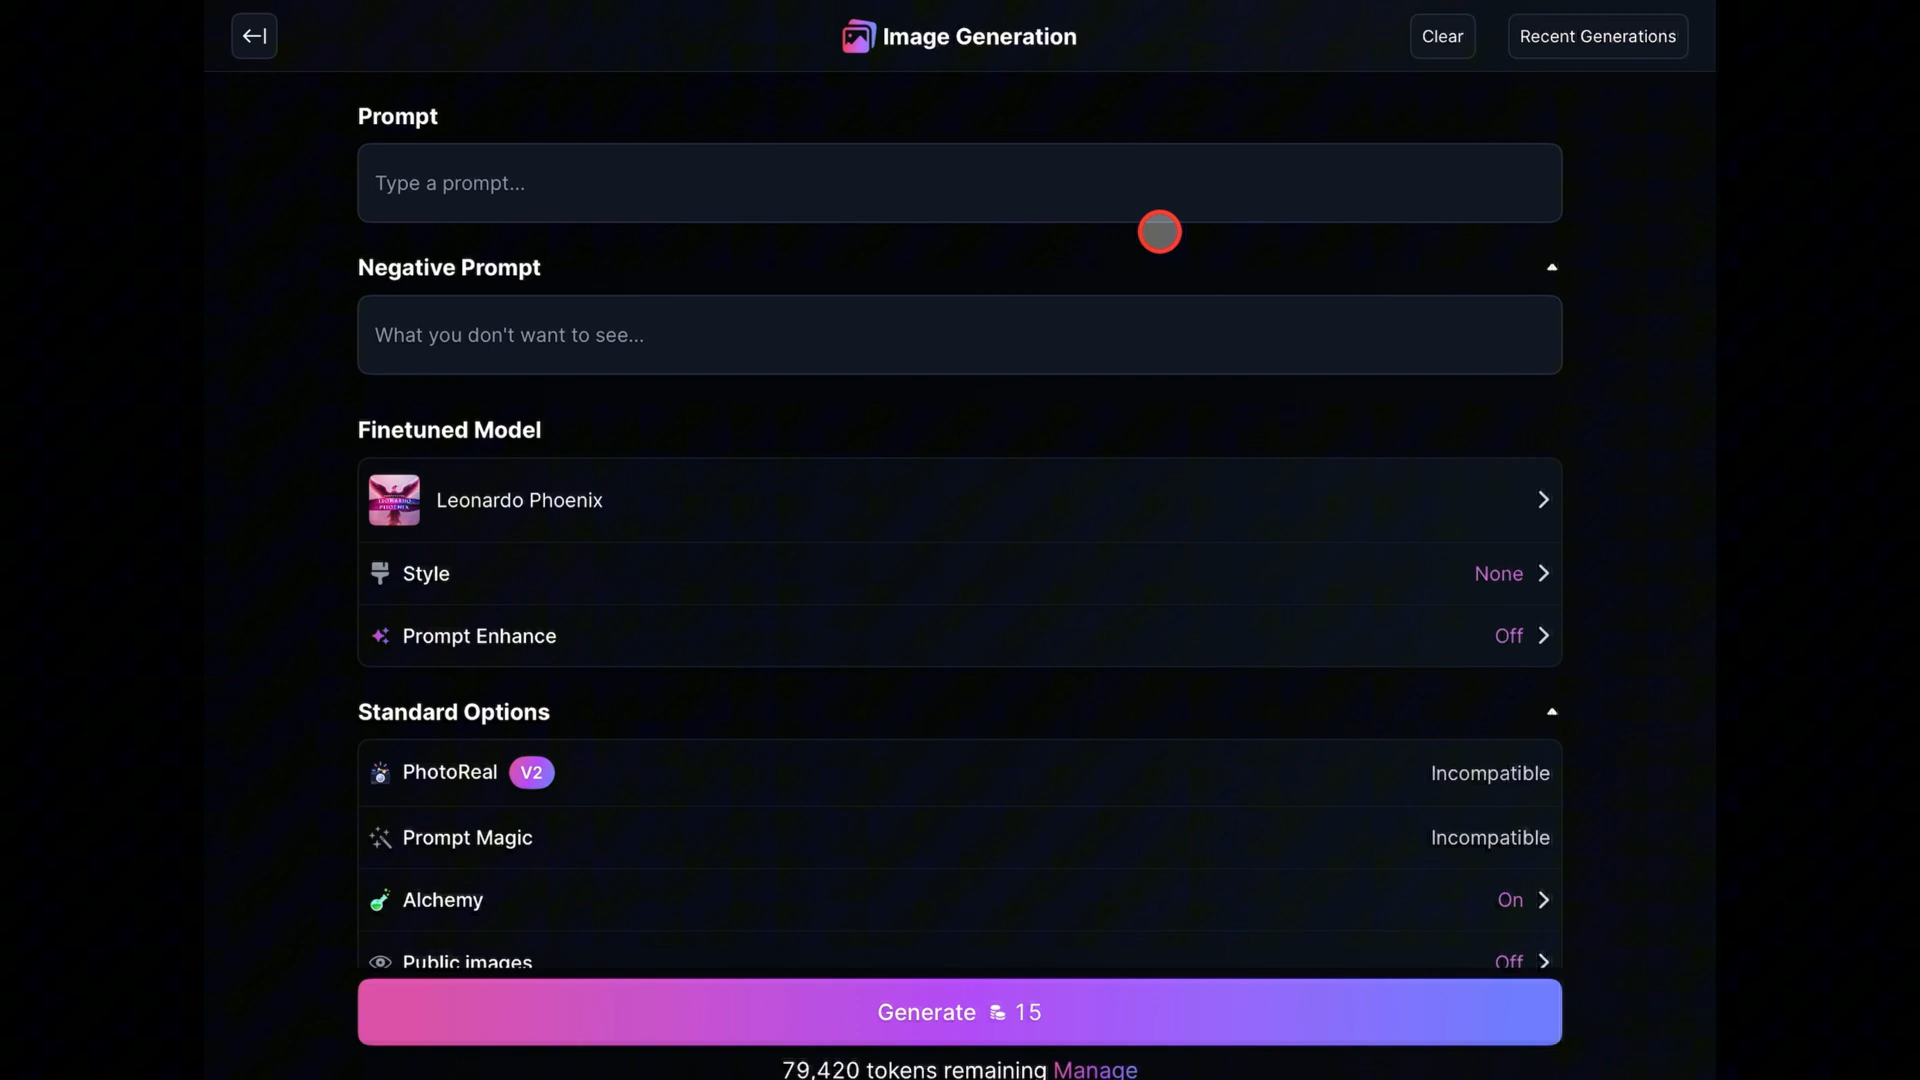 Image Generation
Clear
Recent Generations
Prompt
Type a prompt...
Negative Prompt
What you don't want to see...
Finetuned Model
LEONARDO
PHOENIX
Leonardo Phoenix
Style
None
Prompt Enhance
Off
Standard Options
PhotoReal
V2
Incompatible
Prompt Magic
Incompatible
Alchemy
On
Public images
Off
Generate 15
79,420 tokens remaining Manage